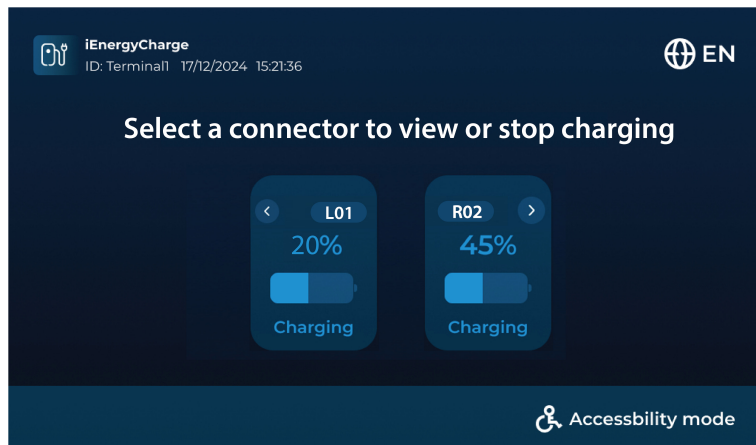 iEnergyCharge
ID: Terminal1 17/12/2024 15:21:36
EN
Select a connector to view or stop charging
L01
R02
20%
45%
Charging
Charging
Accessbility mode